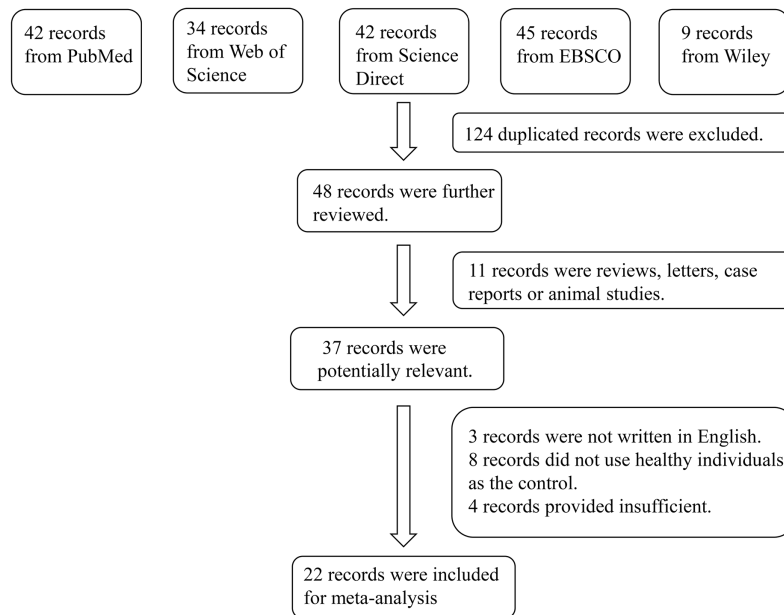 42 records
from PubMed
34 records
from Web of
Science
42 records
from Science
Direct
45 records
from EBSCO
9 records
from Wiley
124 duplicated records were excluded.
48 records were further
reviewed.
11 records were reviews, letters, case
reports or animal studies.
37 records were
potentially relevant.
3 records were not written in English.
8 records did not use healthy individuals
as the control.
4 records provided insufficient.
22 records were included
for meta-analysis